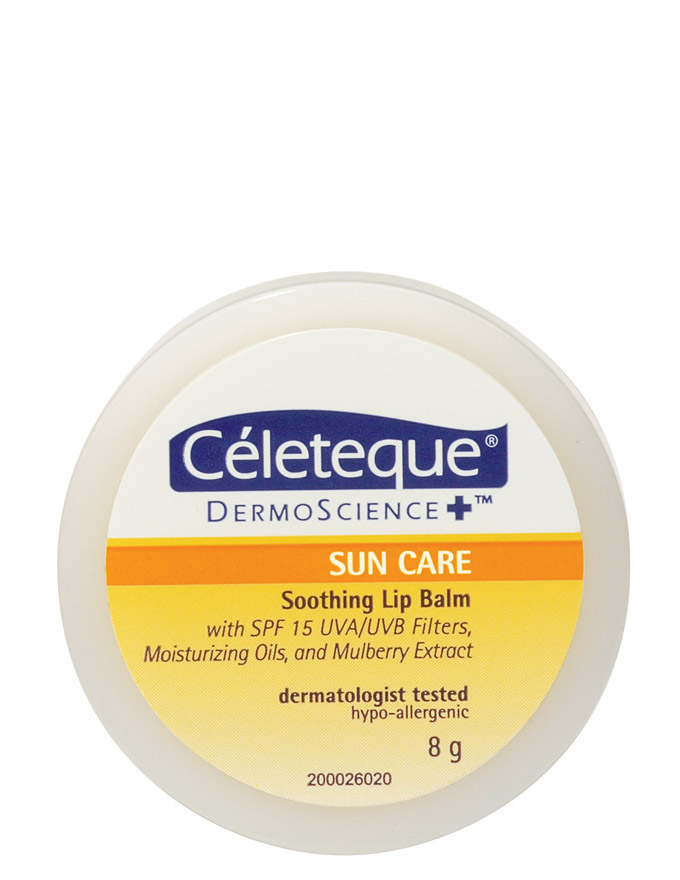 Céleteque®
DERMOSCIENCE+™
SUN CARE
Soothing Lip Balm
with SPF 15 UVA/UVB Filters,
Moisturizing Oils, and Mulberry Extract
dermatologist tested
hypo-allergenic
8 g
200026020